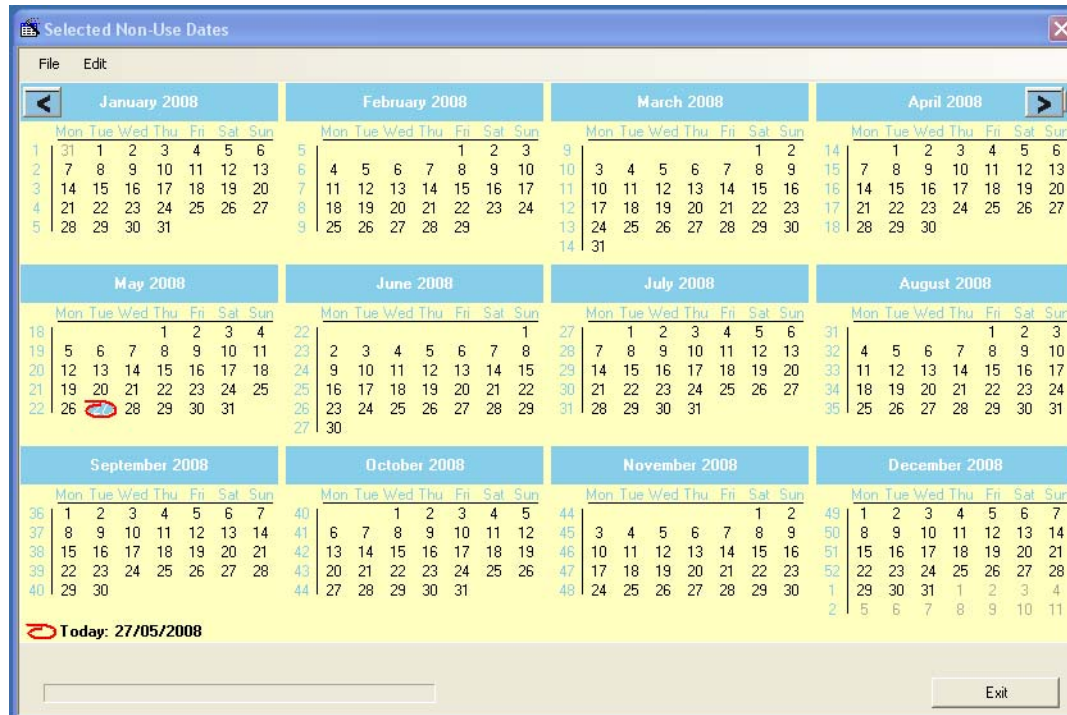 Selected Non-Use Dates
File Edit
< January 2008 February 2008 March 2008 April 2008 >
Mon Tue Wed Thu Fri Sat Sun Mon Tue Wed Thu Fri Sat Sun Mon Tue Wed Thu Fri Sat Sun Mon Tue Wed Thu Fri Sat Sun
1 31 1 2 3 4 5 6 5 1 2 3 9 1 2 14 1 2 3 4 5 6
2 7 8 9 10 11 12 13 6 4 5 6 7 8 9 10 10 3 4 5 6 7 8 9 15 7 8 9 10 11 12 13
3 14 15 16 17 18 19 20 7 11 12 13 14 15 16 17 11 10 11 12 13 14 15 16 16 14 15 16 17 18 19 20
4 21 22 23 24 25 26 27 8 18 19 20 21 22 23 24 12 17 18 19 20 21 22 23 17 21 22 23 24 25 26 27
5 28 29 30 31 9 25 26 27 28 29 13 24 25 26 27 28 29 30 18 28 29 30
14 31
May 2008 June 2008 July 2008 August 2008
Mon Tue Wed Thu Fri Sat Sun Mon Tue Wed Thu Fri Sat Sun Mon Tue Wed Thu Fri Sat Sun Mon Tue Wed Thu Fri Sat Sun
18 1 2 3 4 22 1 27 1 2 3 4 5 6 31 1 2 3
19 5 6 7 8 9 10 11 23 2 3 4 5 6 7 8 28 7 8 9 10 11 12 13 32 4 5 6 7 8 9 10
20 12 13 14 15 16 17 18 24 9 10 11 12 13 14 15 29 14 15 16 17 18 19 20 33 11 12 13 14 15 16 17
21 19 20 21 22 23 24 25 25 16 17 18 19 20 21 22 30 21 22 23 24 25 26 27 34 18 19 20 21 22 23 24
22 26 27 28 29 30 31 26 23 24 25 26 27 28 29 31 28 29 30 31 35 25 26 27 28 29 30 31
27 30
September 2008 October 2008 November 2008 December 2008
Mon Tue Wed Thu Fri Sat Sun Mon Tue Wed Thu Fri Sat Sun Mon Tue Wed Thu Fri Sat Sun Mon Tue Wed Thu Fri Sat Sun
36 1 2 3 4 5 6 7 40 1 2 3 4 5 44 1 2 49 1 2 3 4 5 6 7
37 8 9 10 11 12 13 14 41 6 7 8 9 10 11 12 45 3 4 5 6 7 8 9 50 8 9 10 11 12 13 14
38 15 16 17 18 19 20 21 42 13 14 15 16 17 18 19 46 10 11 12 13 14 15 16 51 15 16 17 18 19 20 21
39 22 23 24 25 26 27 28 43 20 21 22 23 24 25 26 47 17 18 19 20 21 22 23 52 22 23 24 25 26 27 28
40 29 30 44 27 28 29 30 31 48 24 25 26 27 28 29 30 1 29 30 31 1 2 3 4
2 5 6 7 8 9 10 11
Today: 27/05/2008
Exit